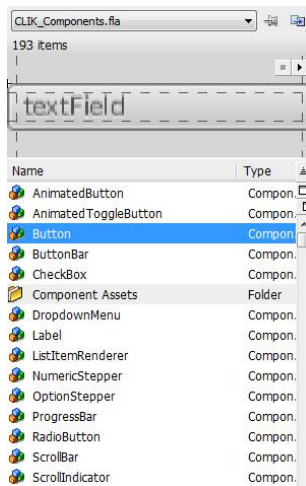 CLIK_Components.fla
193 items
textField
Name Type
AnimatedButton Compon.
AnimatedToggleButton Compon.
Button Compon.
ButtonBar Compon.
CheckBox Compon.
Component Assets Folder
DropdownMenu Compon.
Label Compon.
ListItemRenderer Compon.
NumericStepper Compon.
OptionStepper Compon.
ProgressBar Compon.
RadioButton Compon.
ScrollBar Compon.
ScrollIndicator Compon.